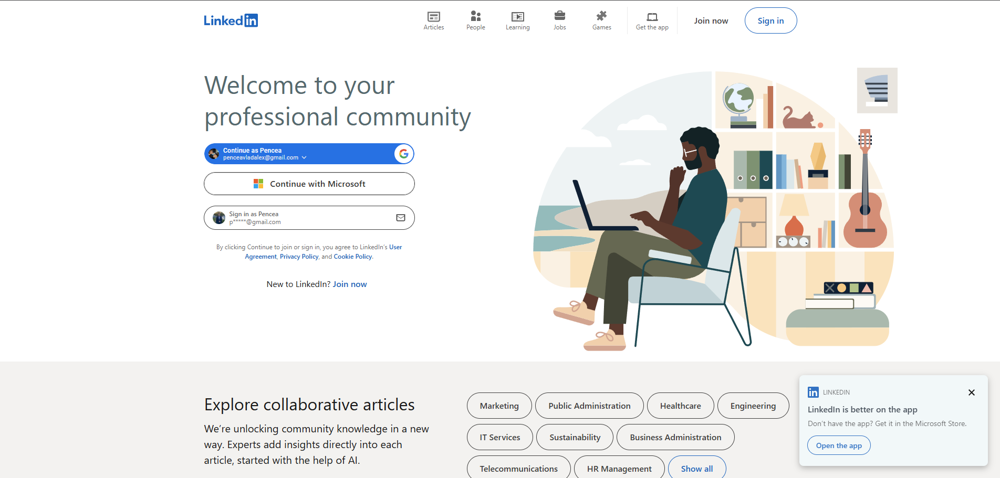 LinkedIn
Articles
People
Learning
Jobs
Games
Get the app
Join now
Sign in
Welcome to your
professional community
Continue as Pencea
penceavladalex@gmail.com
Continue with Microsoft
Sign in as Pencea
p*****@gmail.com
By clicking Continue to join or sign in, you agree to LinkedIn’s User
Agreement, Privacy Policy, and Cookie Policy.
New to LinkedIn? Join now
Explore collaborative articles
We’re unlocking community knowledge in a new
way. Experts add insights directly into each
article, started with the help of AI.
Marketing
Public Administration
Healthcare
Engineering
IT Services
Sustainability
Business Administration
Telecommunications
HR Management
Show all
in LINKEDIN
LinkedIn is better on the app
Don’t have the app? Get it in the Microsoft Store.
Open the app